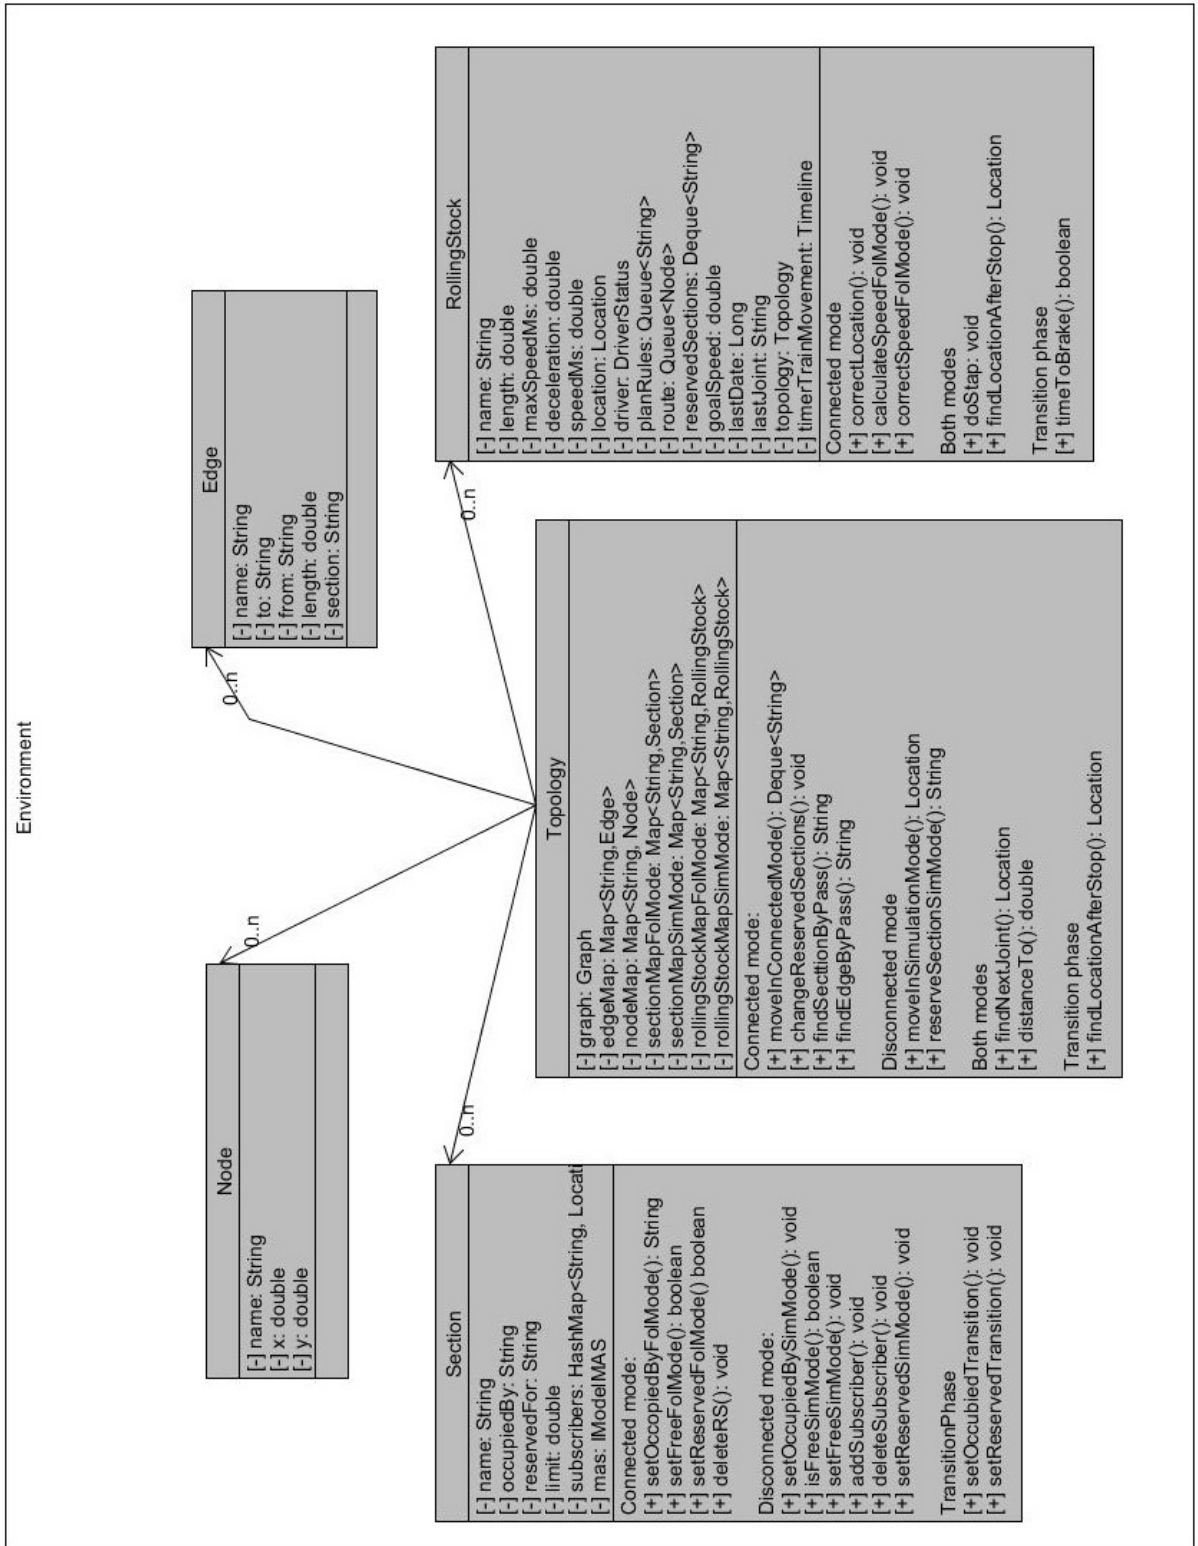 Environment
Node
[-] name: String
[-] x: double
[-] y: double
Edge
[-] name: String
[-] to: String
[-] from: String
[-] length: double
[-] section: String
0..n
0..n
0..n
0..n
Section
[-] name: String
[-] occupiedBy: String
[-] reservedFor: String
[-] limit: double
[-] subscribers: HashMap<String, Locati
[-] mas: IModelMAS
Connected mode:
[+] setOccopiedByFolMode(): String
[+] setFreeFolMode(): boolean
[+] setReservedFolMode() boolean
[+] deleteRS(): void
Disconnected mode:
[+] setOccupiedBySimMode(): void
[+] isFreeSimMode(): boolean
[+] setFreeSimMode(): void
[+] addSubscriber(): void
[+] deleteSubscriber(): void
[+] setReservedSimMode(): void
TransitionPhase
[+] setOccubiedTransition(): void
[+] setReservedTransition(): void
Topology
[-] graph: Graph
[-] edgeMap: Map<String,Edge>
[-] nodeMap: Map<String, Node>
[-] sectionMapFolMode: Map<String,Section>
[-] sectionMapSimMode: Map<String,Section>
[-] rollingStockMapFolMode: Map<String,RollingStock>
[-] rollingStockMapSimMode: Map<String,RollingStock>
Connected mode:
[+] moveInConnectedMode(): Deque<String>
[+] changeReservedSections(): void
[+] findSecttionByPass(): String
[+] findEdgeByPass(): String
Disconnected mode
[+] moveInSimulationMode(): Location
[+] reserveSectionSimMode(): String
Both modes
[+] findNextJoint(): Location
[+] distanceTo(): double
Transition phase
[+] findLocationAfterStop(): Location
RollingStock
[-] name: String
[-] length: double
[-] maxSpeedMs: double
[-] deceleration: double
[-] speedMs: double
[-] location: Location
[-] driver: DriverStatus
[-] planRules: Queue<String>
[-] route: Queue<Node>
[-] reservedSections: Deque<String>
[-] goalSpeed: double
[-] lastDate: Long
[-] lastJoint: String
[-] topology: Topology
[-] timerTrainMovement: Timeline
Connected mode
[+] correctLocation(): void
[+] calculateSpeedFolMode(): void
[+] correctSpeedFolMode(): void
Both modes
[+] doStap: void
[+] findLocationAfterStop(): Location
Transition phase
[+] timeToBrake(): boolean